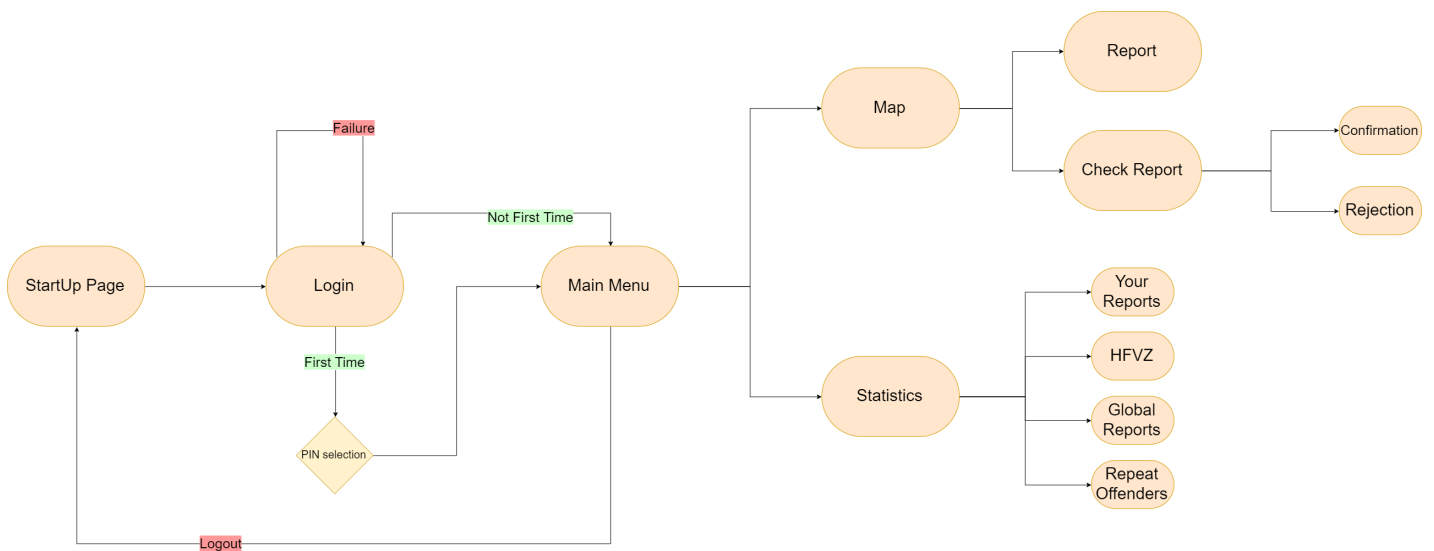 Report
Map
Confirmation
Failure
Check Report
Rejection
Not First Time
StartUp Page
Login
Main Menu
Your
Reports
First Time
HFVZ
Statistics
Global
Reports
PIN selection
Repeat
Offenders
Logout